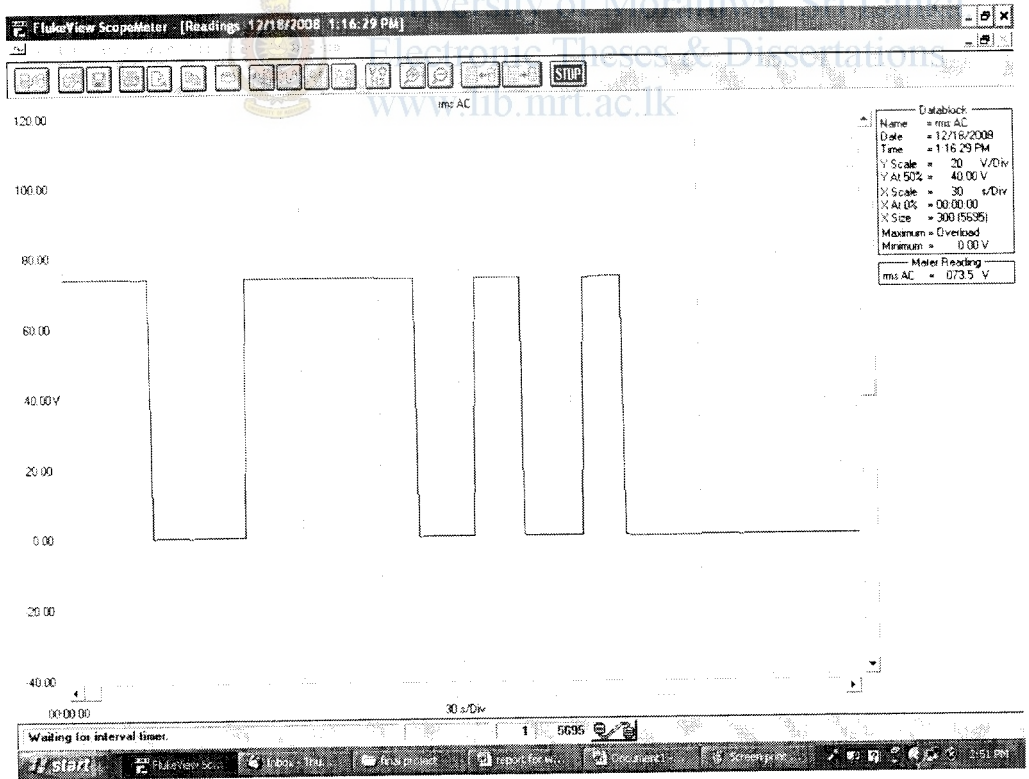 University of Moratuwa, Sri Lanka.
Electronic Theses & Dissertations
www.lib.mrt.ac.lk
FlukeView ScopeMeter - [Readings 12/18/2008 1:16:29 PM]
STOP
rms AC
120.00
100.00
80.00
60.00
40.00V
20.00
0.00
-20.00
-40.00
00:00:00
30 s/Div
Datablock
Name = rms AC
Date = 12/18/2008
Time = 1:16:29 PM
Y Scale = 20 V/Div
Y At 50% = 40.00 V
X Scale = 30 s/Div
X At 0% = 00:00:00
X Size = 300 (5695)
Maximum = Overload
Minimum = 0.00 V
Meter Reading
rms AC = 073.5 V
Waiting for interval timer.
1 5695
start
FlukeView Sc...
Inbox - Thu...
final project
report for w...
Document1 -
Screen print
2:51 PM